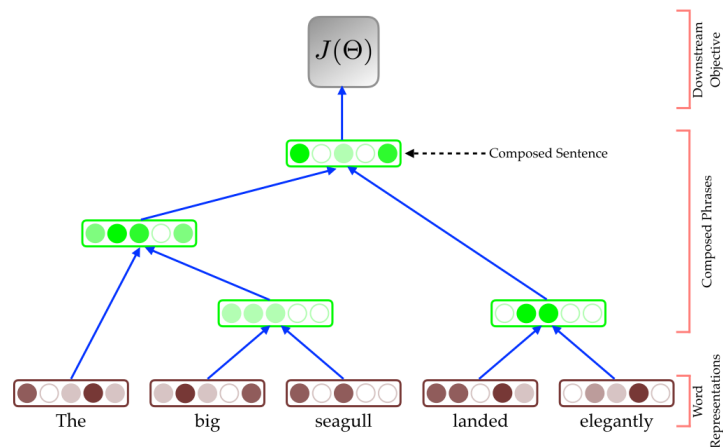 J(Θ)
Downstream
Objective
Composed Sentence
Composed Phrases
The big seagull landed elegantly
Word
Representations